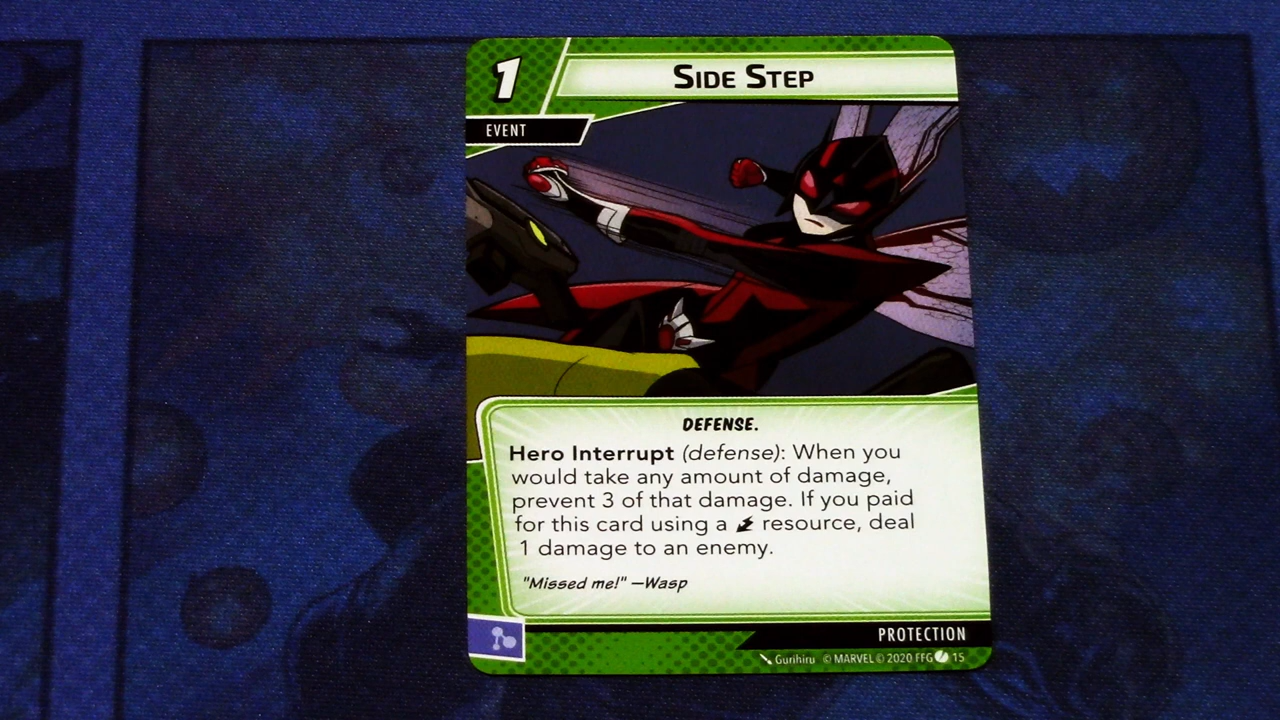 1
SIDE STEP
EVENT
DEFENSE.
Hero Interrupt (defense): When you
would take any amount of damage,
prevent 3 of that damage. If you paid
for this card using a resource, deal
1 damage to an enemy.
"Missed me!" —Wasp
PROTECTION
Gurihiru © MARVEL © 2020 FFG 15